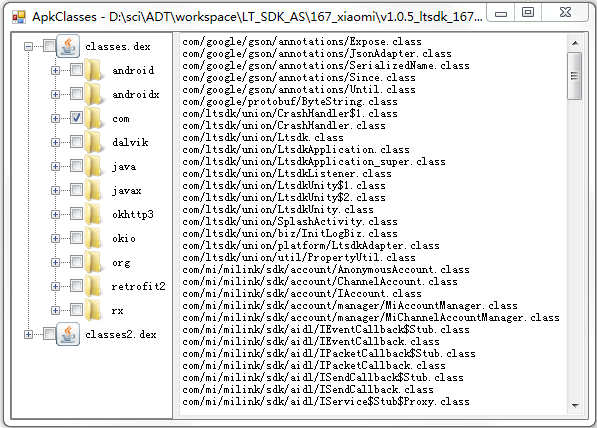 ApkClasses - D:\sci\ADT\workspace\LT_SDK_AS\167_xiaomi\v1.0.5_ltsdk_167...
classes.dex
android
androidx
com
dalvik
java
javax
okhttp3
okio
org
retrofit2
rx
classes2.dex
com/google/gson/annotations/Expose.class
com/google/gson/annotations/JsonAdapter.class
com/google/gson/annotations/SerializedName.class
com/google/gson/annotations/Since.class
com/google/gson/annotations/Until.class
com/google/protobuf/ByteString.class
com/ltsdk/union/CrashHandler$1.class
com/ltsdk/union/CrashHandler.class
com/ltsdk/union/Ltsdk.class
com/ltsdk/union/LtsdkApplication.class
com/ltsdk/union/LtsdkApplication_super.class
com/ltsdk/union/LtsdkListener.class
com/ltsdk/union/LtsdkUnity$1.class
com/ltsdk/union/LtsdkUnity$2.class
com/ltsdk/union/LtsdkUnity.class
com/ltsdk/union/SplashActivity.class
com/ltsdk/union/biz/InitLogBiz.class
com/ltsdk/union/platform/LtsdkAdapter.class
com/ltsdk/union/util/PropertyUtil.class
com/mi/milink/sdk/account/AnonymousAccount.class
com/mi/milink/sdk/account/ChannelAccount.class
com/mi/milink/sdk/account/IAccount.class
com/mi/milink/sdk/account/manager/MiAccountManager.class
com/mi/milink/sdk/account/manager/MiChannelAccountManager.class
com/mi/milink/sdk/aidl/IEventCallback$Stub.class
com/mi/milink/sdk/aidl/IEventCallback.class
com/mi/milink/sdk/aidl/IPacketCallback$Stub.class
com/mi/milink/sdk/aidl/IPacketCallback.class
com/mi/milink/sdk/aidl/ISendCallback$Stub.class
com/mi/milink/sdk/aidl/ISendCallback.class
com/mi/milink/sdk/aidl/IService$Stub$Proxy.class